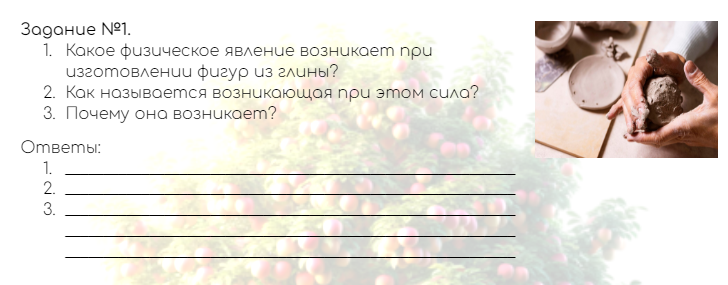 Задание №1.
1. Какое физическое явление возникает при
изготовлении фигур из глины?
2. Как называется возникающая при этом сила?
3. Почему она возникает?
Ответы:
1.
2.
3.